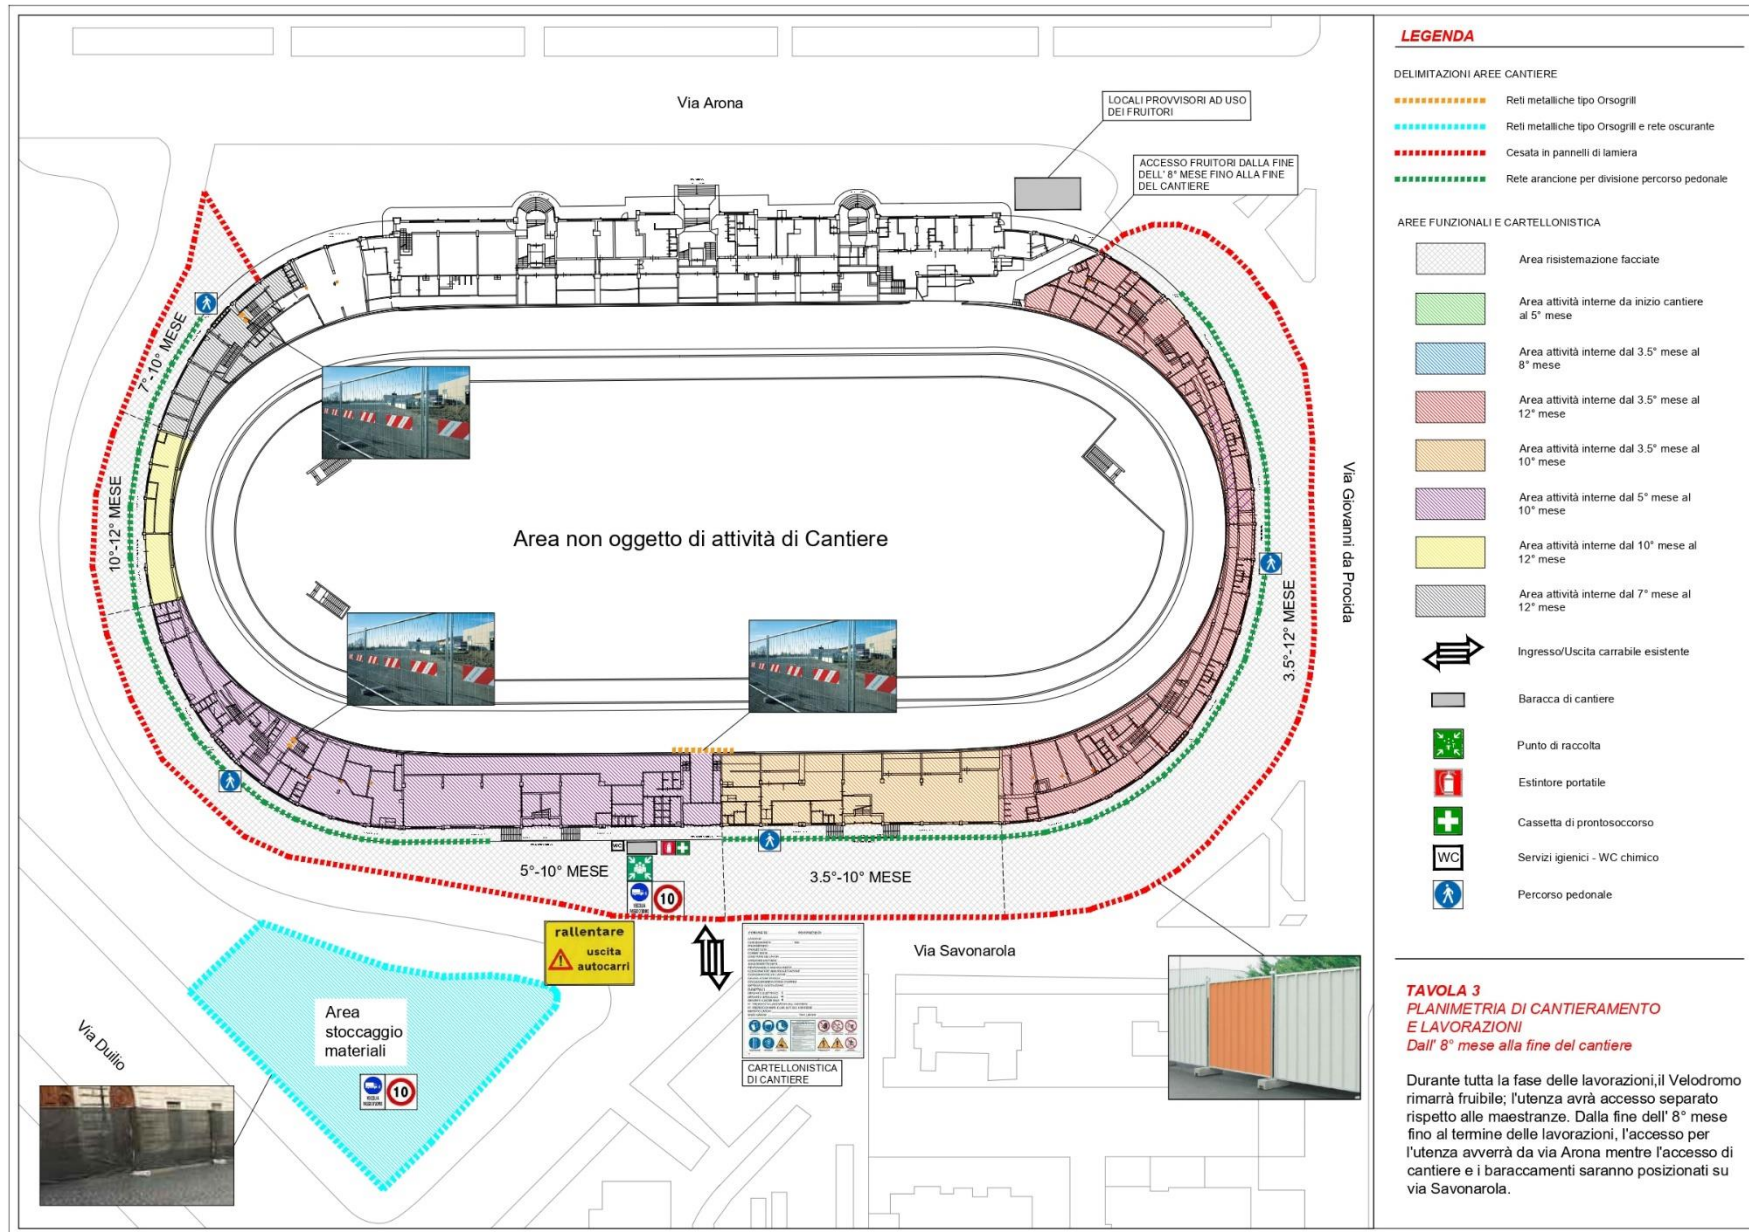 Via Arona
LOCALI PROVVISORI AD USO
DEI FRUITORI
ACCESSO FRUITORI DALLA FINE
DELL' 8° MESE FINO ALLA FINE
DEL CANTIERE
7°-10° MESE
10°-12° MESE
Area non oggetto di attività di Cantiere
Via Giovanni da Procida
3.5°-12° MESE
5°-10° MESE
WC
3.5°-10° MESE
10
rallentare
uscita
autocarri
Via Savonarola
CARTELLONISTICA
DI CANTIERE
Area
stoccaggio
materiali
10
Via Duilio
LEGENDA
DELIMITAZIONI AREE CANTIERE
Reti metalliche tipo Orsogrill
Reti metalliche tipo Orsogrill e rete oscurante
Cesata in pannelli di lamiera
Rete arancione per divisione percorso pedonale
AREE FUNZIONALI E CARTELLONISTICA
Area risistemazione facciate
Area attività interne da inizio cantiere
al 5° mese
Area attività interne dal 3.5° mese al
8° mese
Area attività interne dal 3.5° mese al
12° mese
Area attività interne dal 3.5° mese al
10° mese
Area attività interne dal 5° mese al
10° mese
Area attività interne dal 10° mese al
12° mese
Area attività interne dal 7° mese al
12° mese
Ingresso/Uscita carrabile esistente
Baracca di cantiere
Punto di raccolta
Estintore portatile
Cassetta di prontosoccorso
WC
Servizi igienici - WC chimico
Percorso pedonale
TAVOLA 3
PLANIMETRIA DI CANTIERAMENTO
E LAVORAZIONI
Dall' 8° mese alla fine del cantiere
Durante tutta la fase delle lavorazioni,il Velodromo
rimarrà fruibile; l'utenza avrà accesso separato
rispetto alle maestranze. Dalla fine dell' 8° mese
fino al termine delle lavorazioni, l'accesso per
l'utenza avverrà da via Arona mentre l'accesso di
cantiere e i baraccamenti saranno posizionati su
via Savonarola.